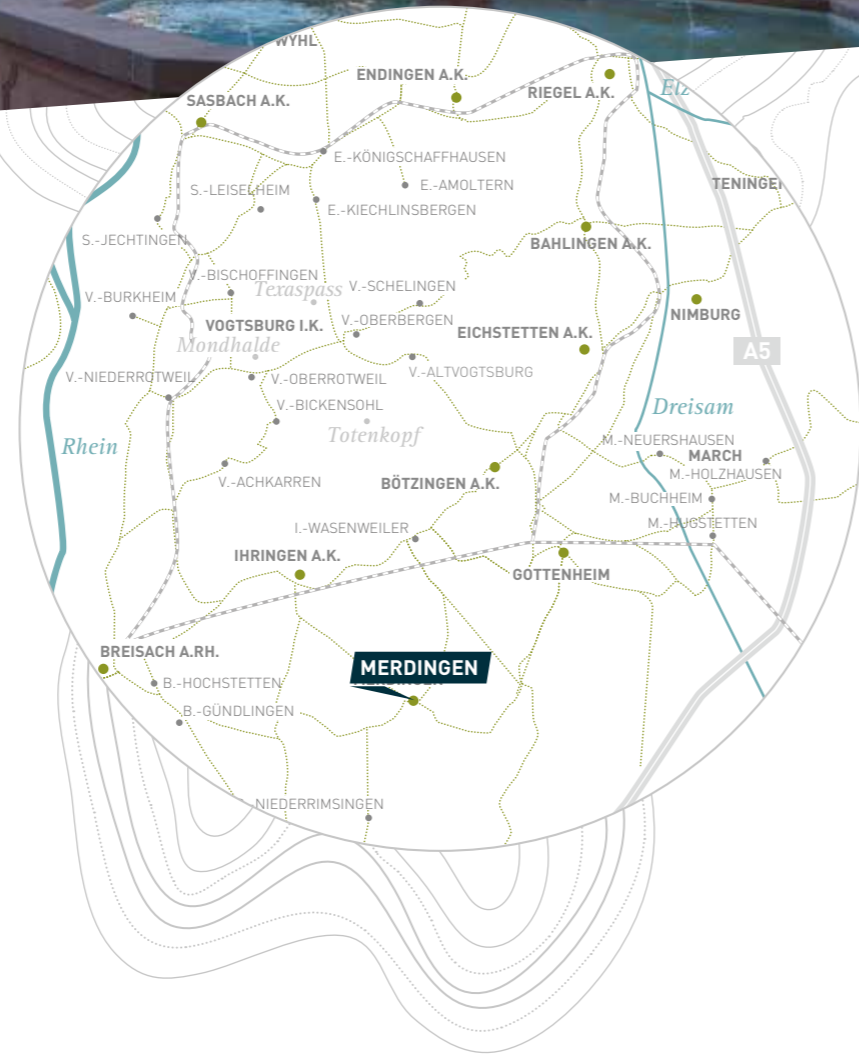 WYHL
ENDINGEN A.K.
RIEGEL A.K.
Elz
SASBACH A.K.
E.-KÖNIGSCHAFFHAUSEN
TENINGE
S.-LEISELHEIM
E.-AMOLTERN
E.-KIECHLINSBERGEN
S.-JECHTINGEN
BAHLINGEN A.K.
V.-BISCHOFFINGEN
Texaspass
V.-SCHELINGEN
V.-BURKHEIM
NIMBURG
VOGTSBURG I.K.
V.-OBERBERGEN
EICHSTETTEN A.K.
Mondhalde
A5
V.-NIEDERROTWEIL
V.-OBERROTWEIL
V.-ALTVOGTSBURG
V.-BICKENSOHL
Dreisam
Rhein
Totenkopf
M.-NEUERSHAUSEN
MARCH
M.-HOLZHAUSEN
V.-ACHKARREN
BÖTZINGEN A.K.
M.-BUCHHEIM
I.-WASENWEILER
M.-HUGSTETTEN
IHRINGEN A.K.
GOTTENHEIM
BREISACH A.RH.
MERDINGEN
B.-HOCHSTETTEN
B.-GÜNDLINGEN
NIEDERRIMSINGEN